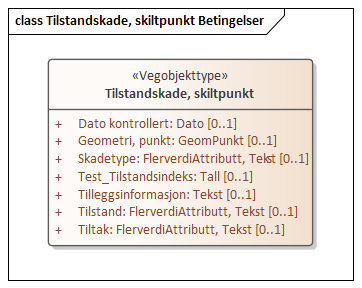 class Tilstandskade, skiltpunkt Betingelser
«Vegobjekttype»
Tilstandskade, skiltpunkt
+ Dato kontrollert: Dato [0..1]
+ Geometri, punkt: GeomPunkt [0..1]
+ Skadetype: FlerverdiAttributt, Tekst [0..1]
+ Test_Tilstandsindeks: Tall [0..1]
+ Tilleggsinformasjon: Tekst [0..1]
+ Tilstand: FlerverdiAttributt, Tekst [0..1]
+ Tiltak: FlerverdiAttributt, Tekst [0..1]